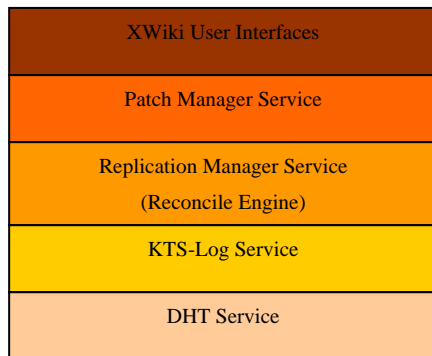 XWiki User Interfaces
Patch Manager Service
Replication Manager Service
(Reconcile Engine)
KTS-Log Service
DHT Service